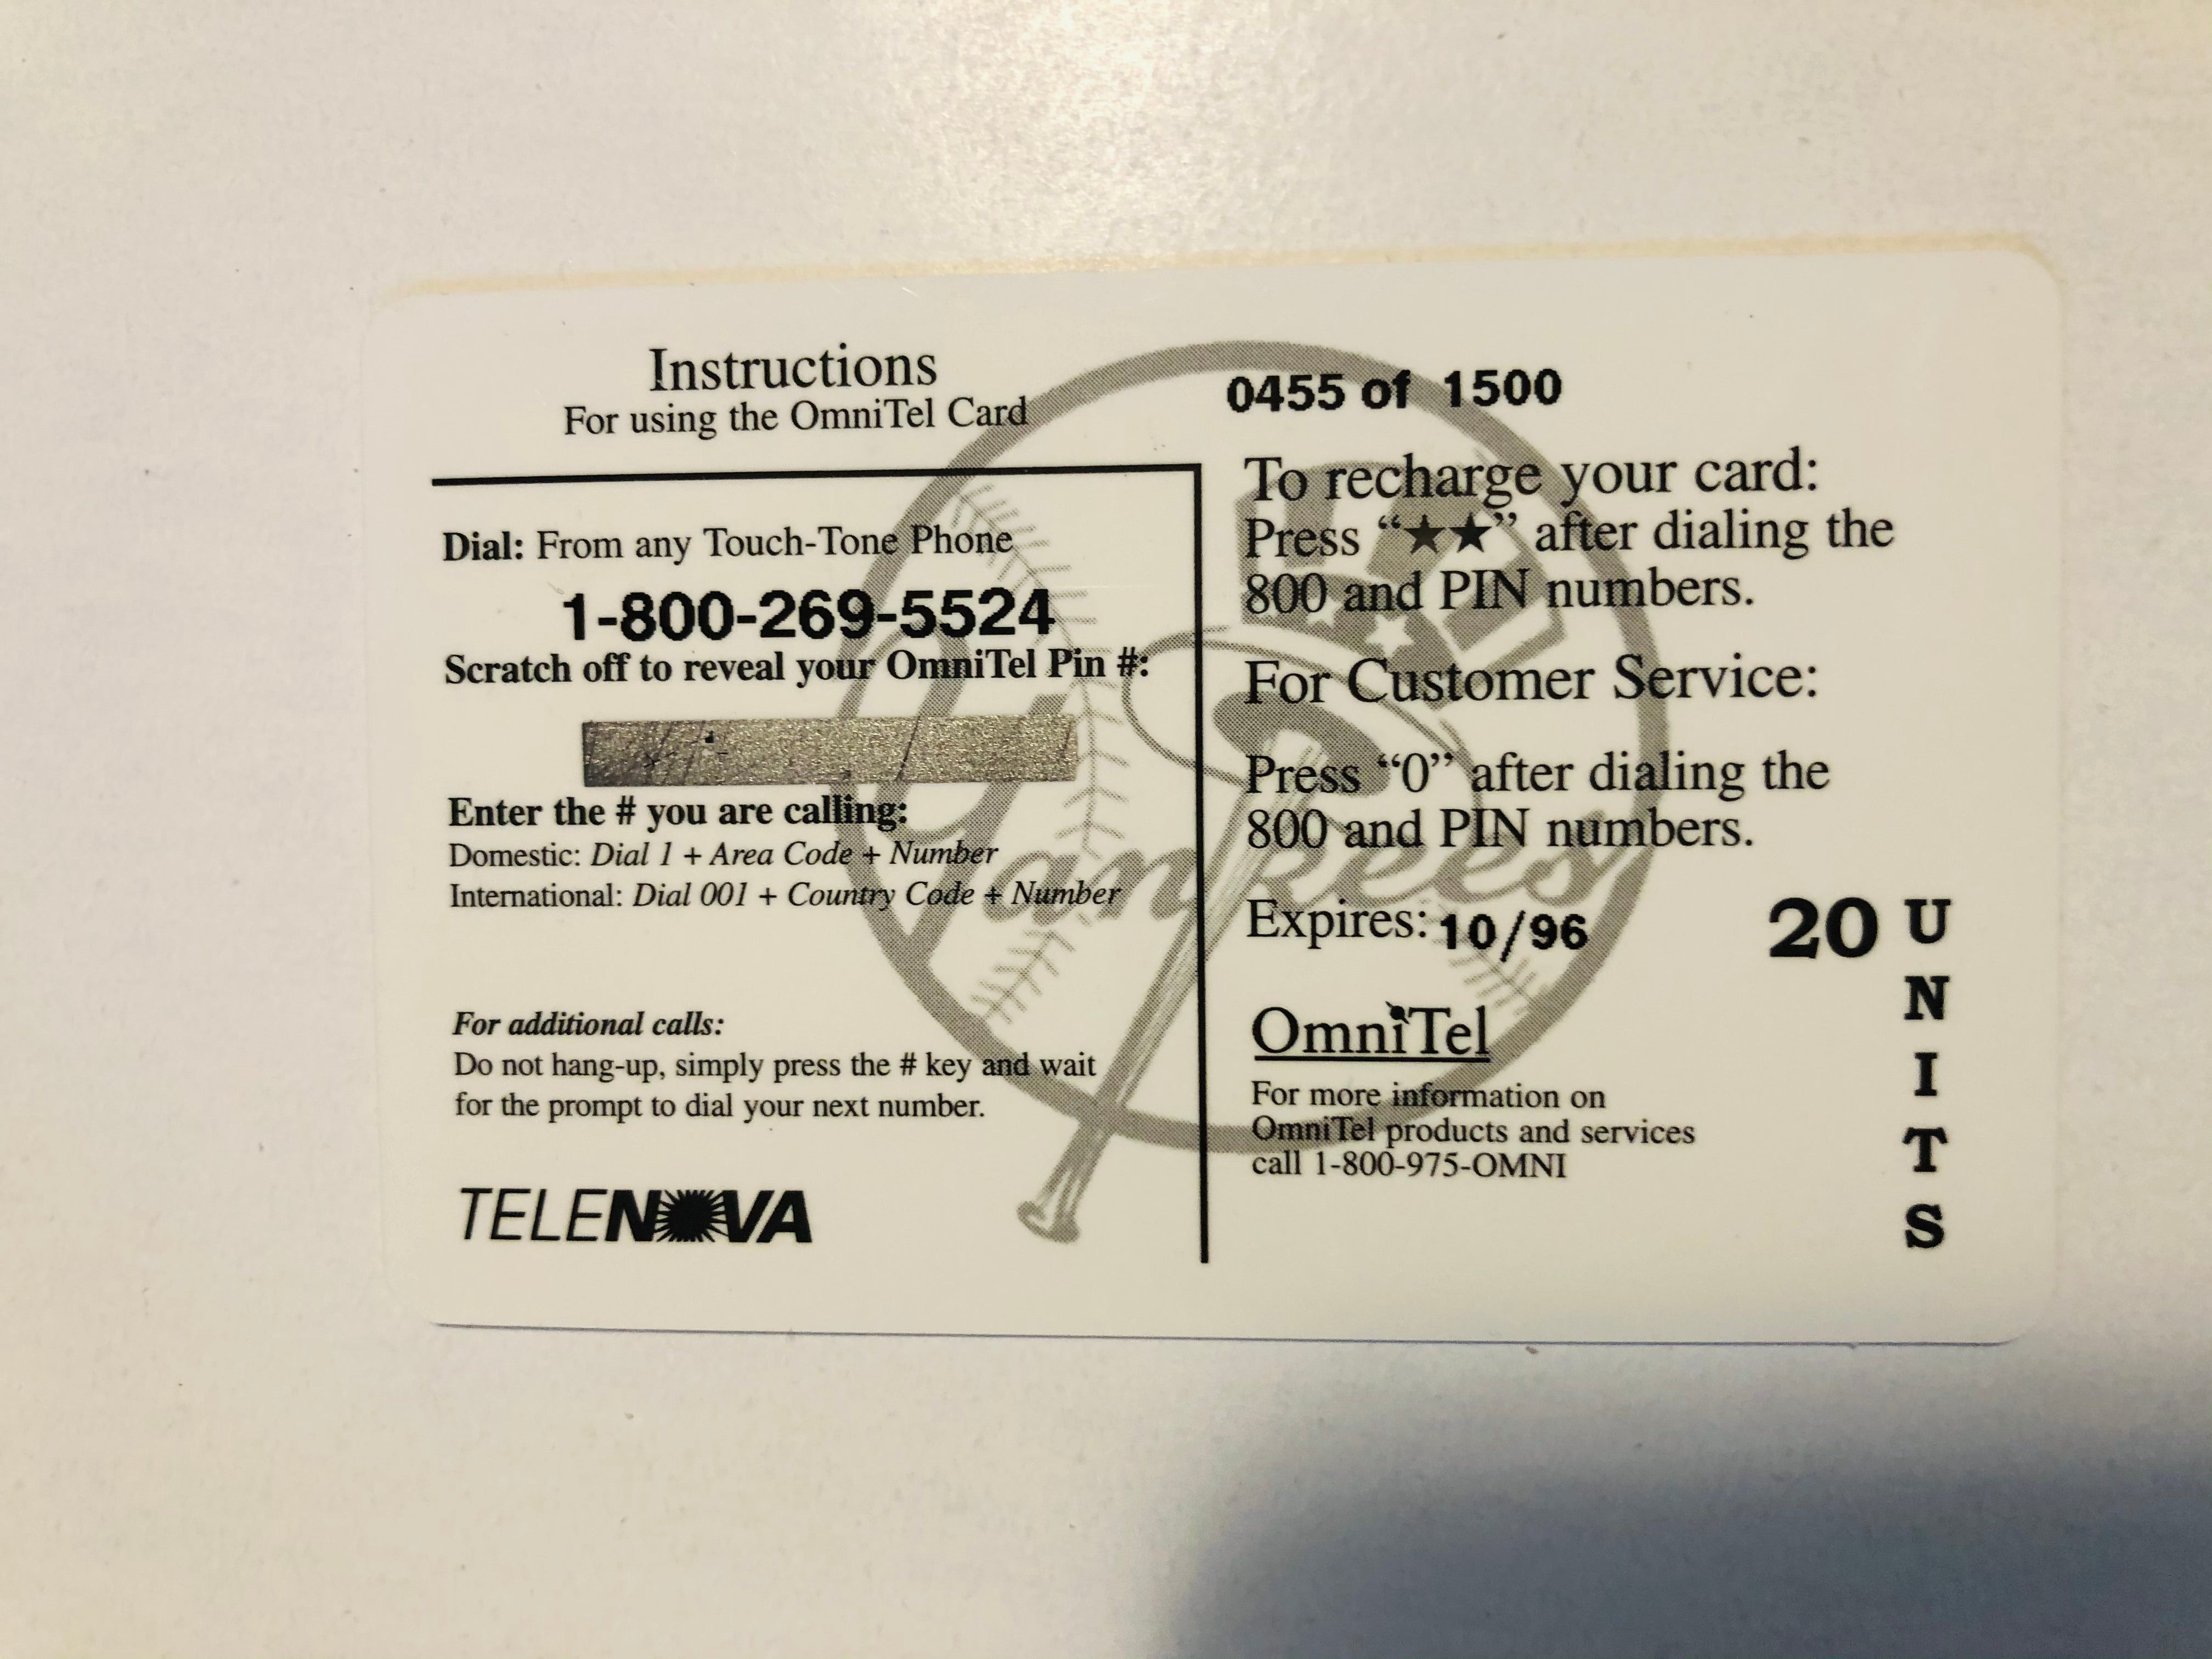 Instructions
For using the OmniTel Card
Dial: From any Touch-Tone Phone
1-800-269-5524
Scratch off to reveal your OmniTel Pin #:
Enter the # you are calling:
Domestic: Dial 1 + Area Code + Number
International: Dial 001 + Country Code + Number
For additional calls:
Do not hang-up, simply press the # key and wait
for the prompt to dial your next number.
TELENOVA
0455 of 1500
To recharge your card:
Press “★★” after dialing the
800 and PIN numbers.
For Customer Service:
Press “0” after dialing the
800 and PIN numbers.
Expires: 10/96
20 UNITS
OmniTel
For more information on
OmniTel products and services
call 1-800-975-OMNI
Yankees